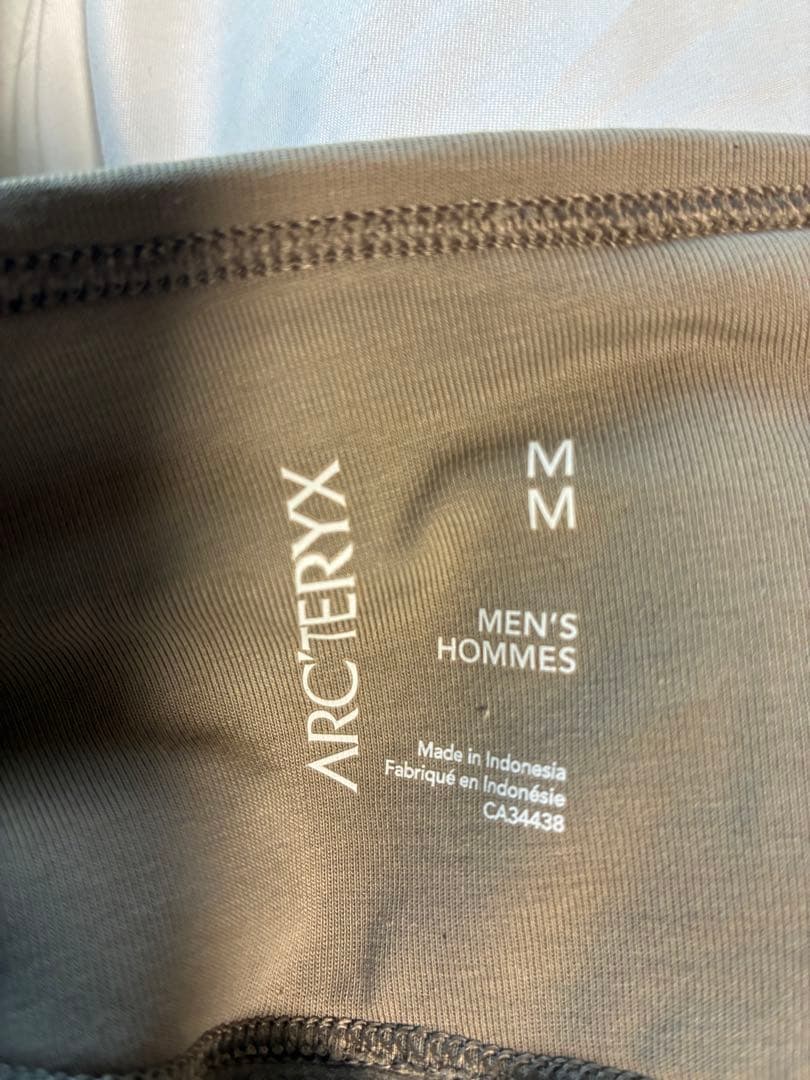 ARC'TERYX
M
M
MEN'S
HOMMES
Made in Indonesia
Fabriqué en Indonésie
CA34438